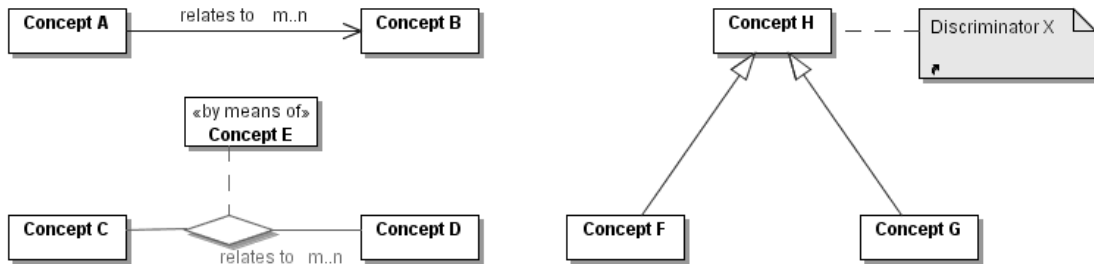 Concept A
relates to m..n
Concept B
«by means of»
Concept E
Concept C
relates to m..n
Concept D
Concept H
Discriminator X
Concept F
Concept G